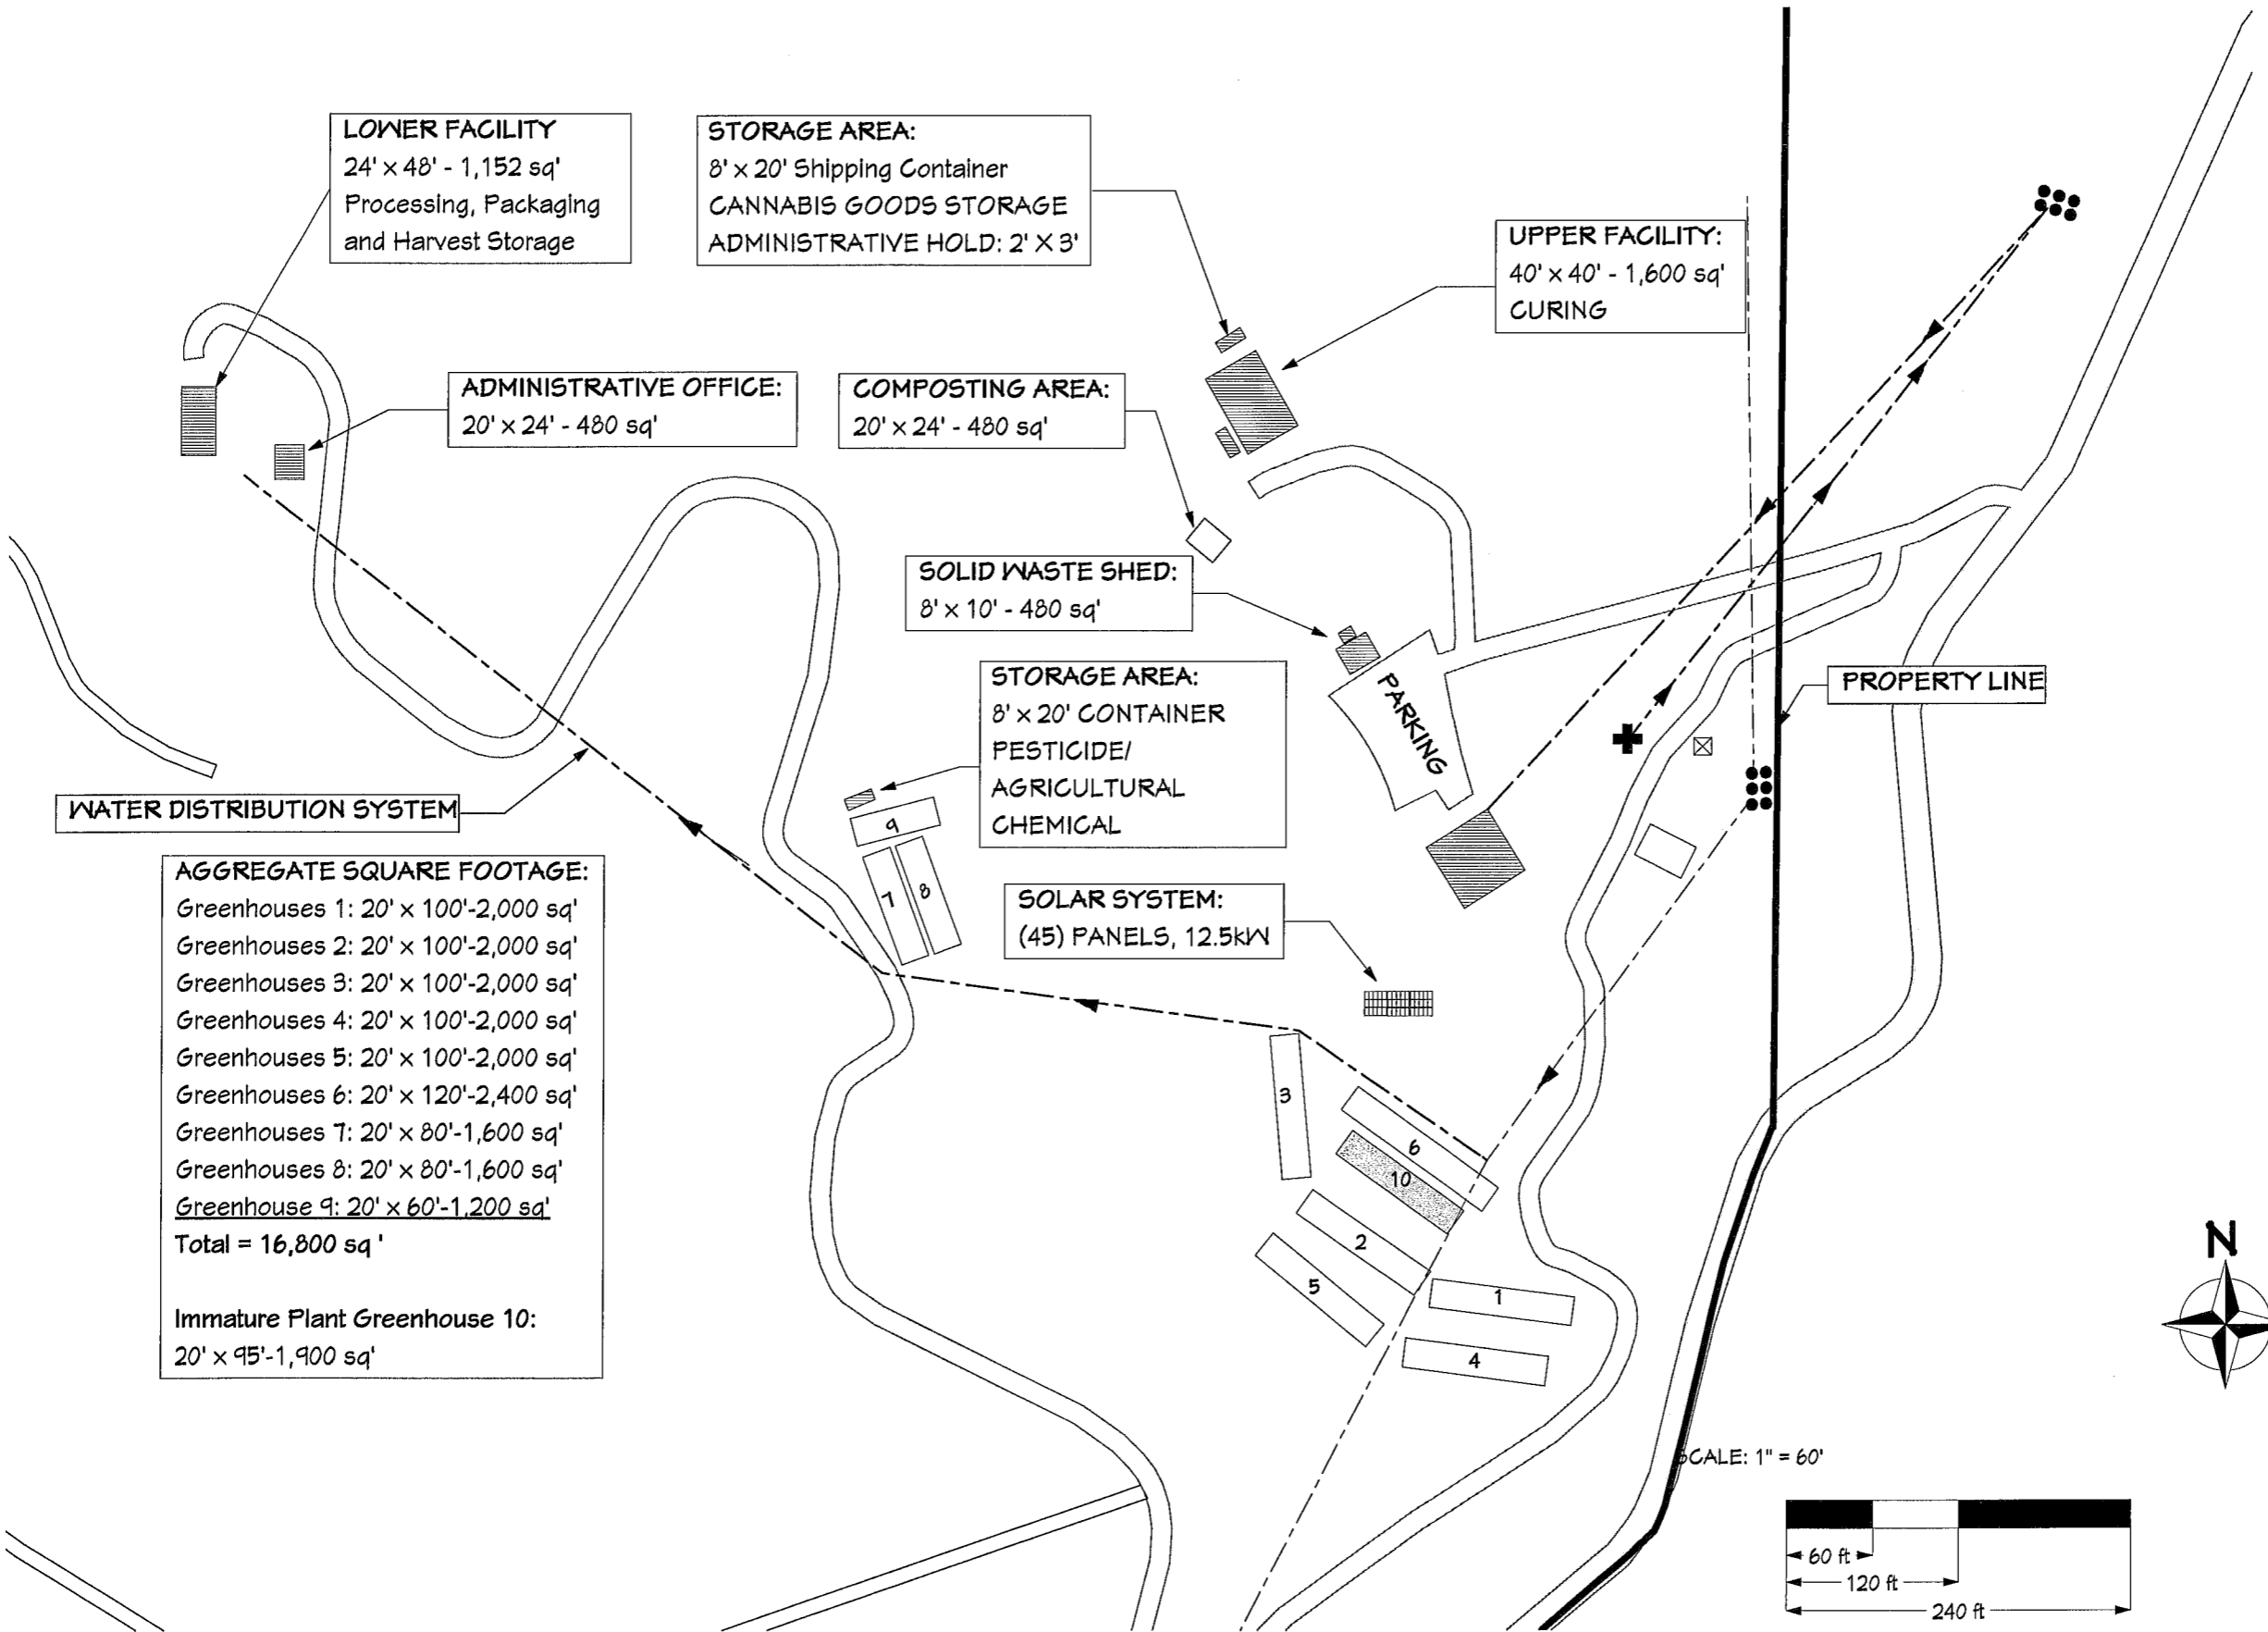 LOWER FACILITY
24' x 48' - 1,152 sq'
Processing, Packaging
and Harvest Storage
STORAGE AREA:
8' x 20' Shipping Container
CANNABIS GOODS STORAGE
ADMINISTRATIVE HOLD: 2' X 3'
UPPER FACILITY:
40' x 40' - 1,600 sq'
CURING
ADMINISTRATIVE OFFICE:
20' x 24' - 480 sq'
COMPOSTING AREA:
20' x 24' - 480 sq'
SOLID WASTE SHED:
8' x 10' - 480 sq'
STORAGE AREA:
8' x 20' CONTAINER
PESTICIDE/
AGRICULTURAL
CHEMICAL
PARKING
PROPERTY LINE
WATER DISTRIBUTION SYSTEM
9
7
8
AGGREGATE SQUARE FOOTAGE:
Greenhouses 1: 20' x 100'-2,000 sq'
Greenhouses 2: 20' x 100'-2,000 sq'
Greenhouses 3: 20' x 100'-2,000 sq'
Greenhouses 4: 20' x 100'-2,000 sq'
Greenhouses 5: 20' x 100'-2,000 sq'
Greenhouses 6: 20' x 120'-2,400 sq'
Greenhouses 7: 20' x 80'-1,600 sq'
Greenhouses 8: 20' x 80'-1,600 sq'
Greenhouse 9: 20' x 60'-1,200 sq'
Total = 16,800 sq '
Immature Plant Greenhouse 10:
20' x 95'-1,900 sq'
SOLAR SYSTEM:
(45) PANELS, 12.5kW
3
6
10
2
5
1
4
N
SCALE: 1" = 60'
60 ft
120 ft
240 ft